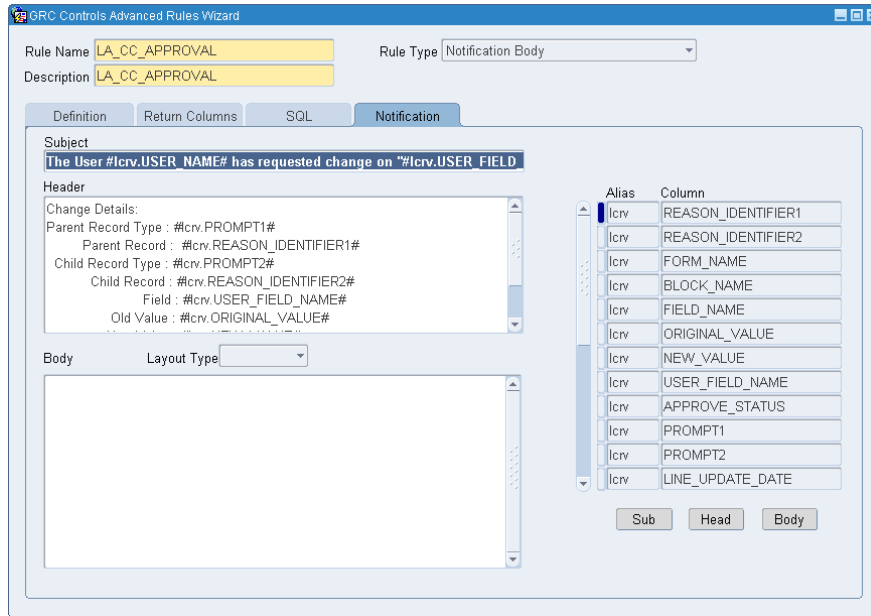 GRC Controls Advanced Rules Wizard
Rule Name LA_CC_APPROVAL Rule Type Notification Body
Description LA_CC_APPROVAL
Definition Return Columns SQL Notification
Subject
The User #lcrv.USER_NAME# has requested change on "#lcrv.USER_FIELD_
Header
Change Details:
Parent Record Type : #lcrv.PROMPT1#
Parent Record : #lcrv.REASON_IDENTIFIER1#
Child Record Type : #lcrv.PROMPT2#
Child Record : #lcrv.REASON_IDENTIFIER2#
Field : #lcrv.USER_FIELD_NAME#
Old Value : #lcrv.ORIGINAL_VALUE#
Body Layout Type
Alias Column
lcrv REASON_IDENTIFIER1
lcrv REASON_IDENTIFIER2
lcrv FORM_NAME
lcrv BLOCK_NAME
lcrv FIELD_NAME
lcrv ORIGINAL_VALUE
lcrv NEW_VALUE
lcrv USER_FIELD_NAME
lcrv APPROVE_STATUS
lcrv PROMPT1
lcrv PROMPT2
lcrv LINE_UPDATE_DATE
Sub Head Body